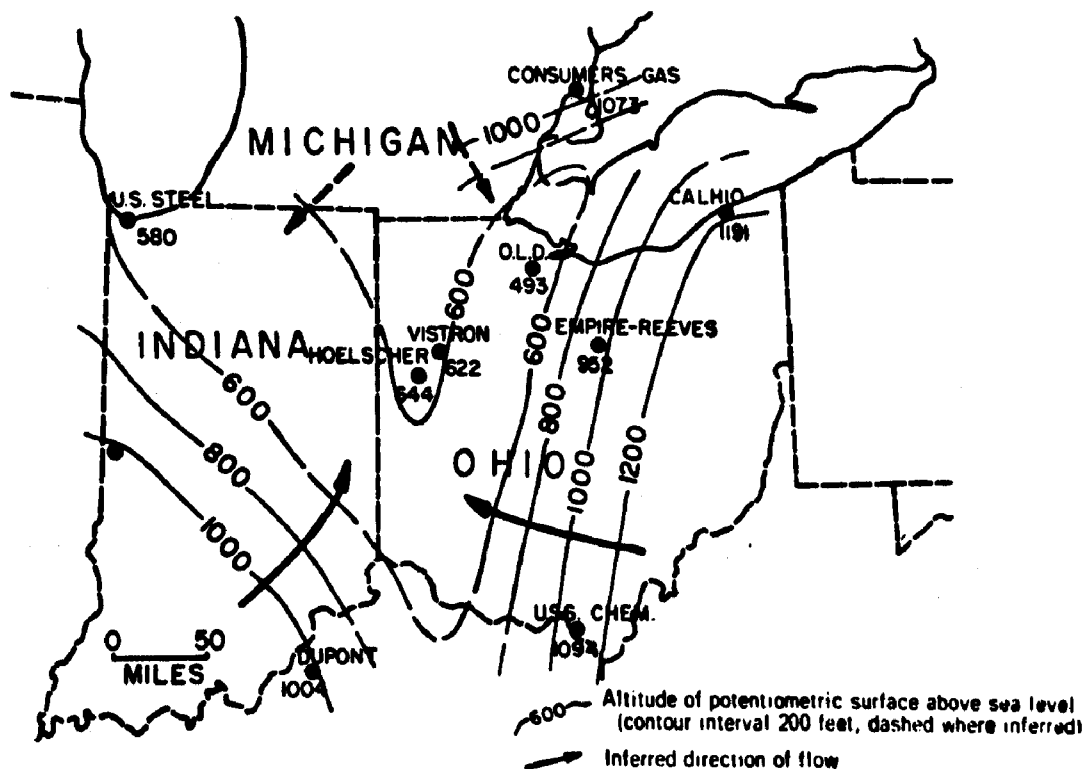 CONSUMERS GAS
1073
1000
MICHIGAN
U.S. STEEL
580
CALHIO
1191
O.L.D.
493
600
600
EMPIRE-REEVES
952
INDIANA
HOELSCHER
VISTRON
622
644
600
800
800
OHIO
1000
1200
1000
0 50
MILES
DUPONT
1004
USS. CHEM.
1094
600 Altitude of potentiometric surface above sea level
(contour interval 200 feet, dashed where inferred)
Inferred direction of flow